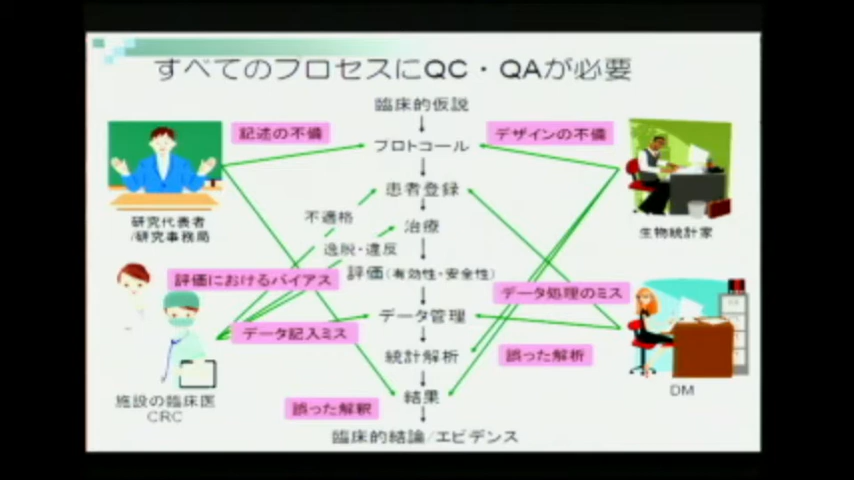 すべてのプロセスにQC・QAが必要
臨床的仮説
記述の不備
デザインの不備
プロトコール
患者登録
不適格
治療
研究代表者
/研究事務局
生物統計家
逸脱・違反
評価におけるバイアス
評価(有効性・安全性)
データ処理のミス
データ管理
データ記入ミス
統計解析
誤った解析
DM
結果
施設の臨床医
CRC
誤った解釈
臨床的結論/エビデンス